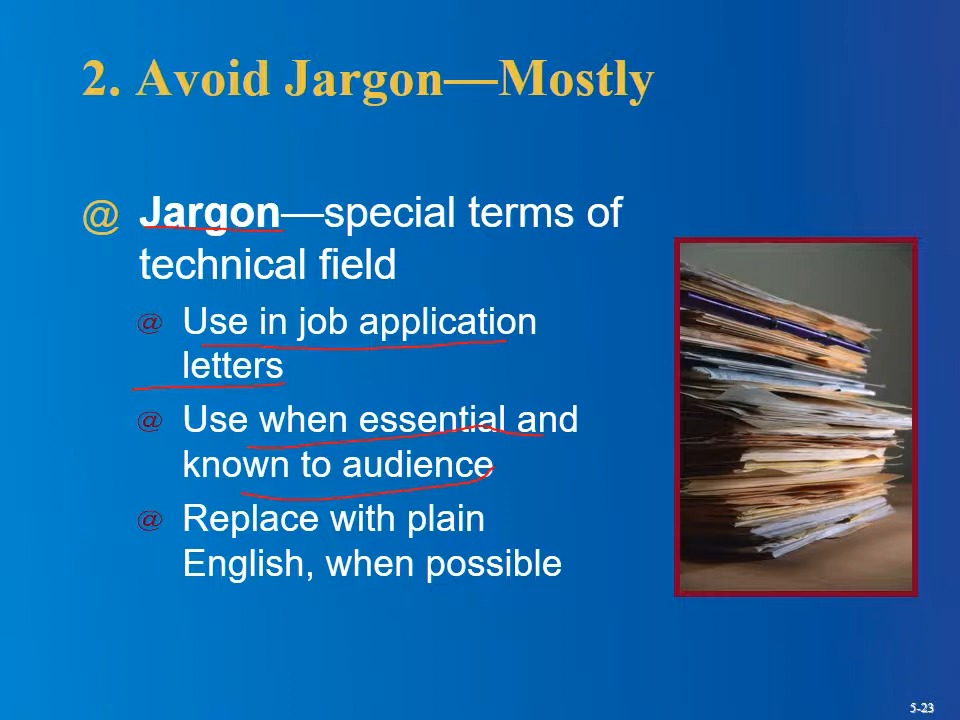 2. Avoid Jargon—Mostly
@ Jargon—special terms of
technical field
@ Use in job application
letters
@ Use when essential and
known to audience
@ Replace with plain
English, when possible
5-23